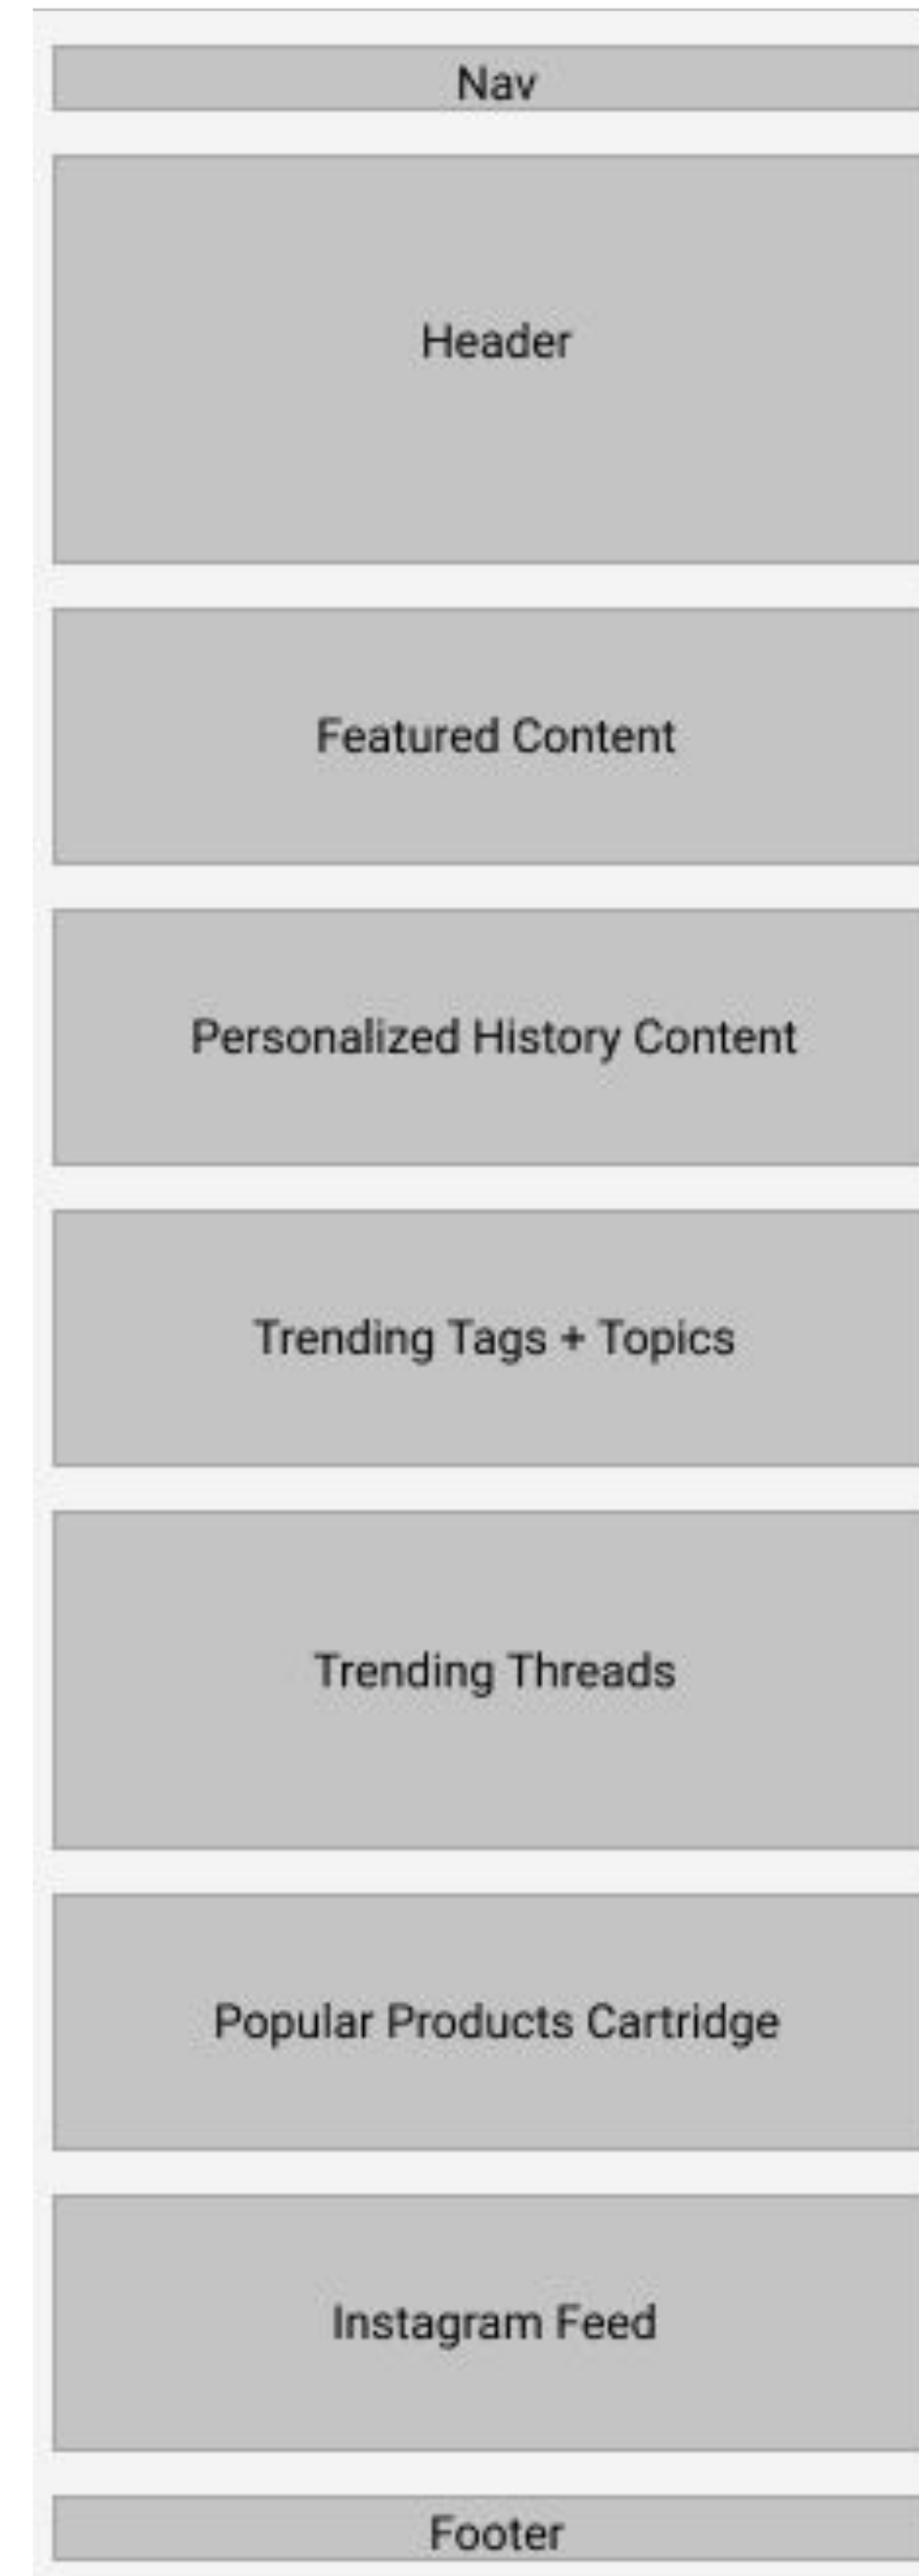 Nav
Header
Featured Content
Personalized History Content
Trending Tags + Topics
Trending Threads
Popular Products Cartridge
Instagram Feed
Footer